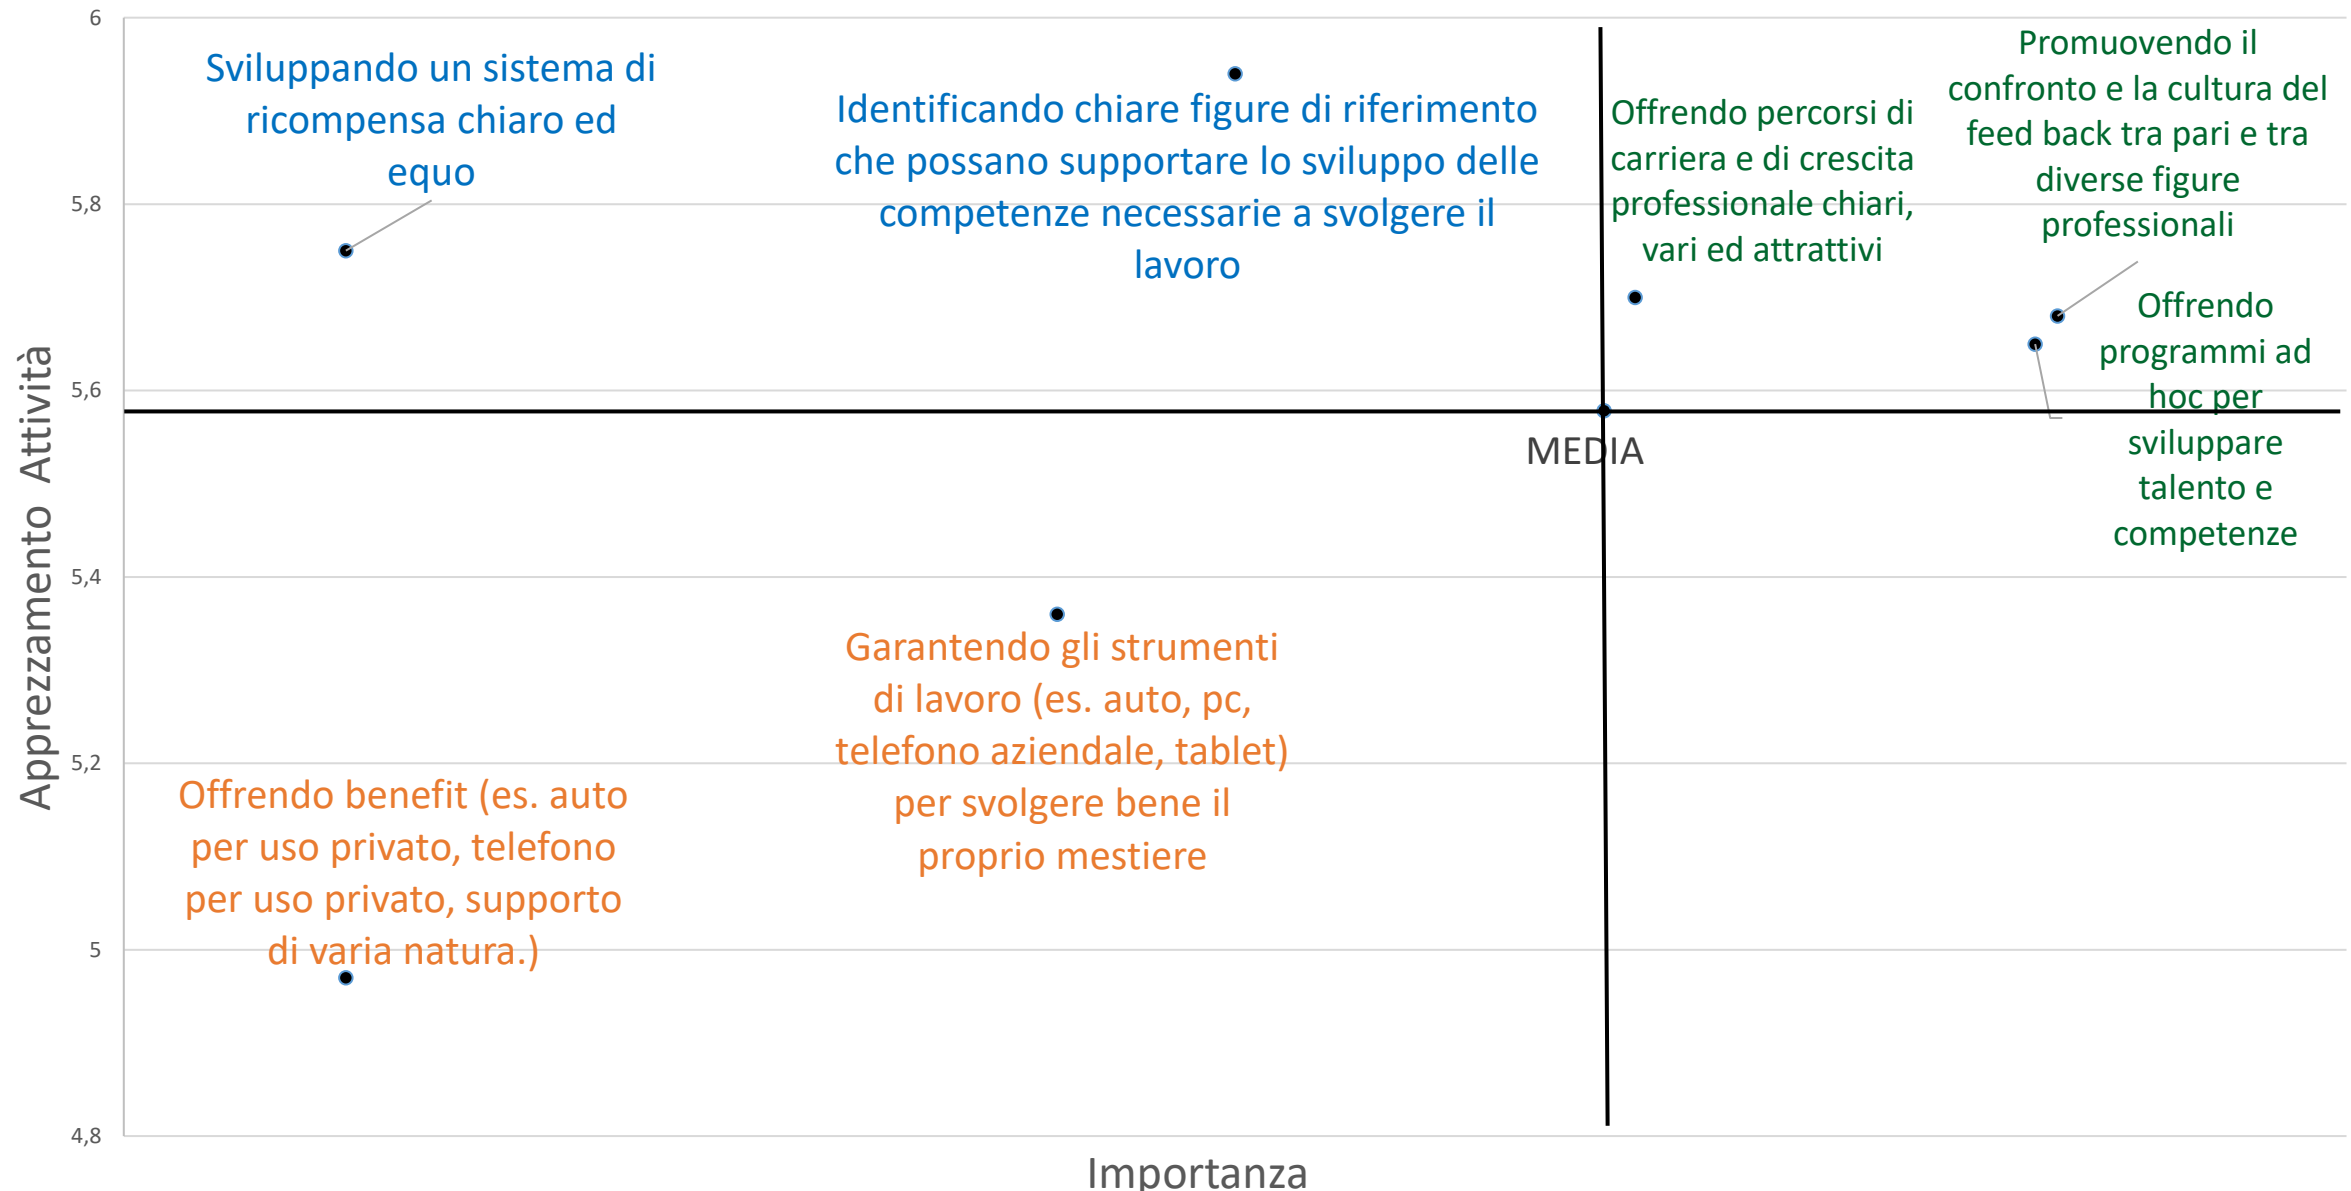 6
5,8
5,6
5,4
5,2
5
4,8
Apprezzamento Attività
Importanza
Sviluppando un sistema di
ricompensa chiaro ed
equo
Identificando chiare figure di riferimento
che possano supportare lo sviluppo delle
competenze necessarie a svolgere il
lavoro
Offrendo percorsi di
carriera e di crescita
professionale chiari,
vari ed attrattivi
Promuovendo il
confronto e la cultura del
feed back tra pari e tra
diverse figure
professionali
Offrendo
programmi ad
hoc per
sviluppare
talento e
competenze
MEDIA
Garantendo gli strumenti
di lavoro (es. auto, pc,
telefono aziendale, tablet)
per svolgere bene il
proprio mestiere
Offrendo benefit (es. auto
per uso privato, telefono
per uso privato, supporto
di varia natura.)